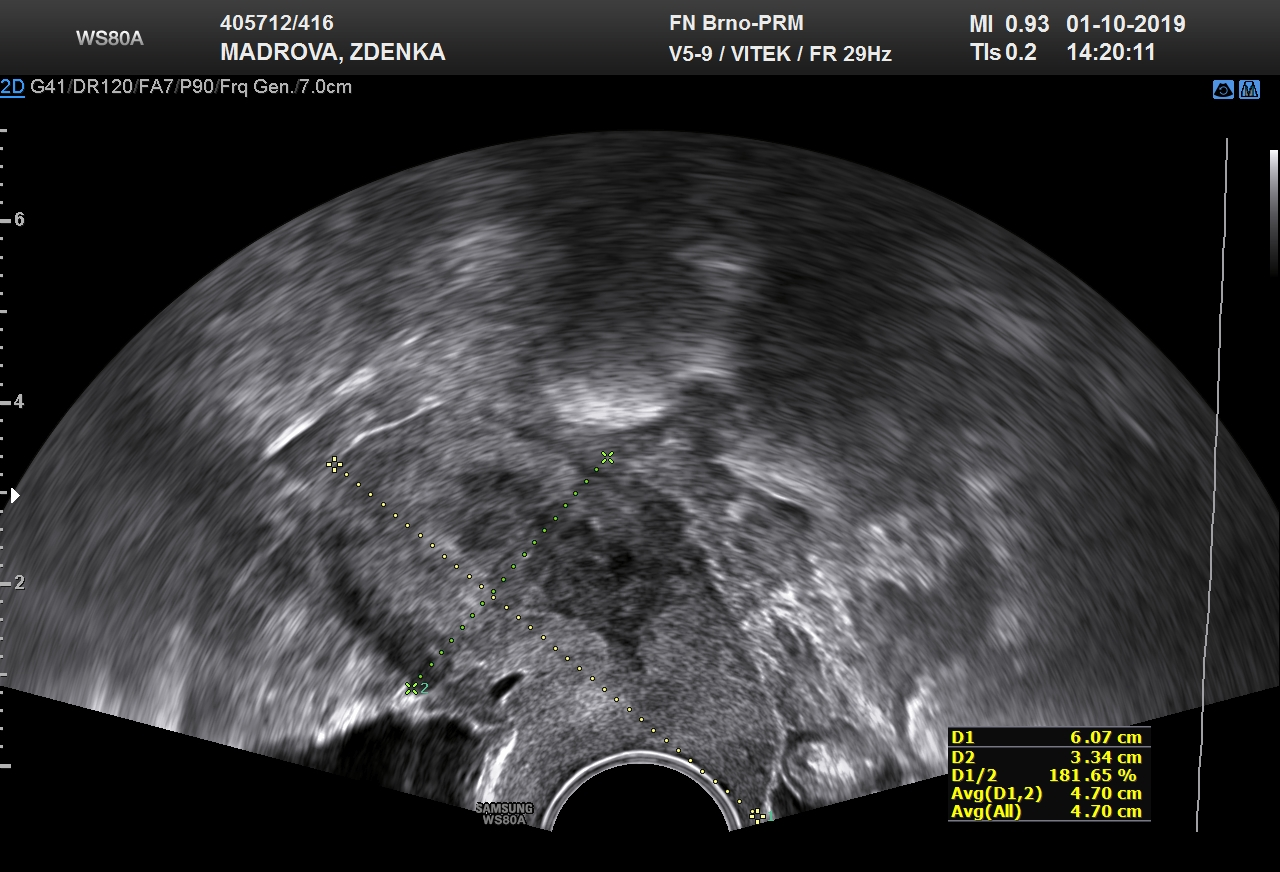 WS80A
405712/416
MADROVA, ZDENKA
FN Brno-PRM
V5-9 / VITEK / FR 29Hz
MI 0.93 01-10-2019
TIs 0.2 14:20:11
2D G41/DR120/FA7/P90/Frq Gen./7.0cm
6
4
2
2
D1 6.07 cm
D2 3.34 cm
D1/2 181.65 %
Avg(D1,2) 4.70 cm
Avg(All) 4.70 cm
SAMSUNG
WS80A